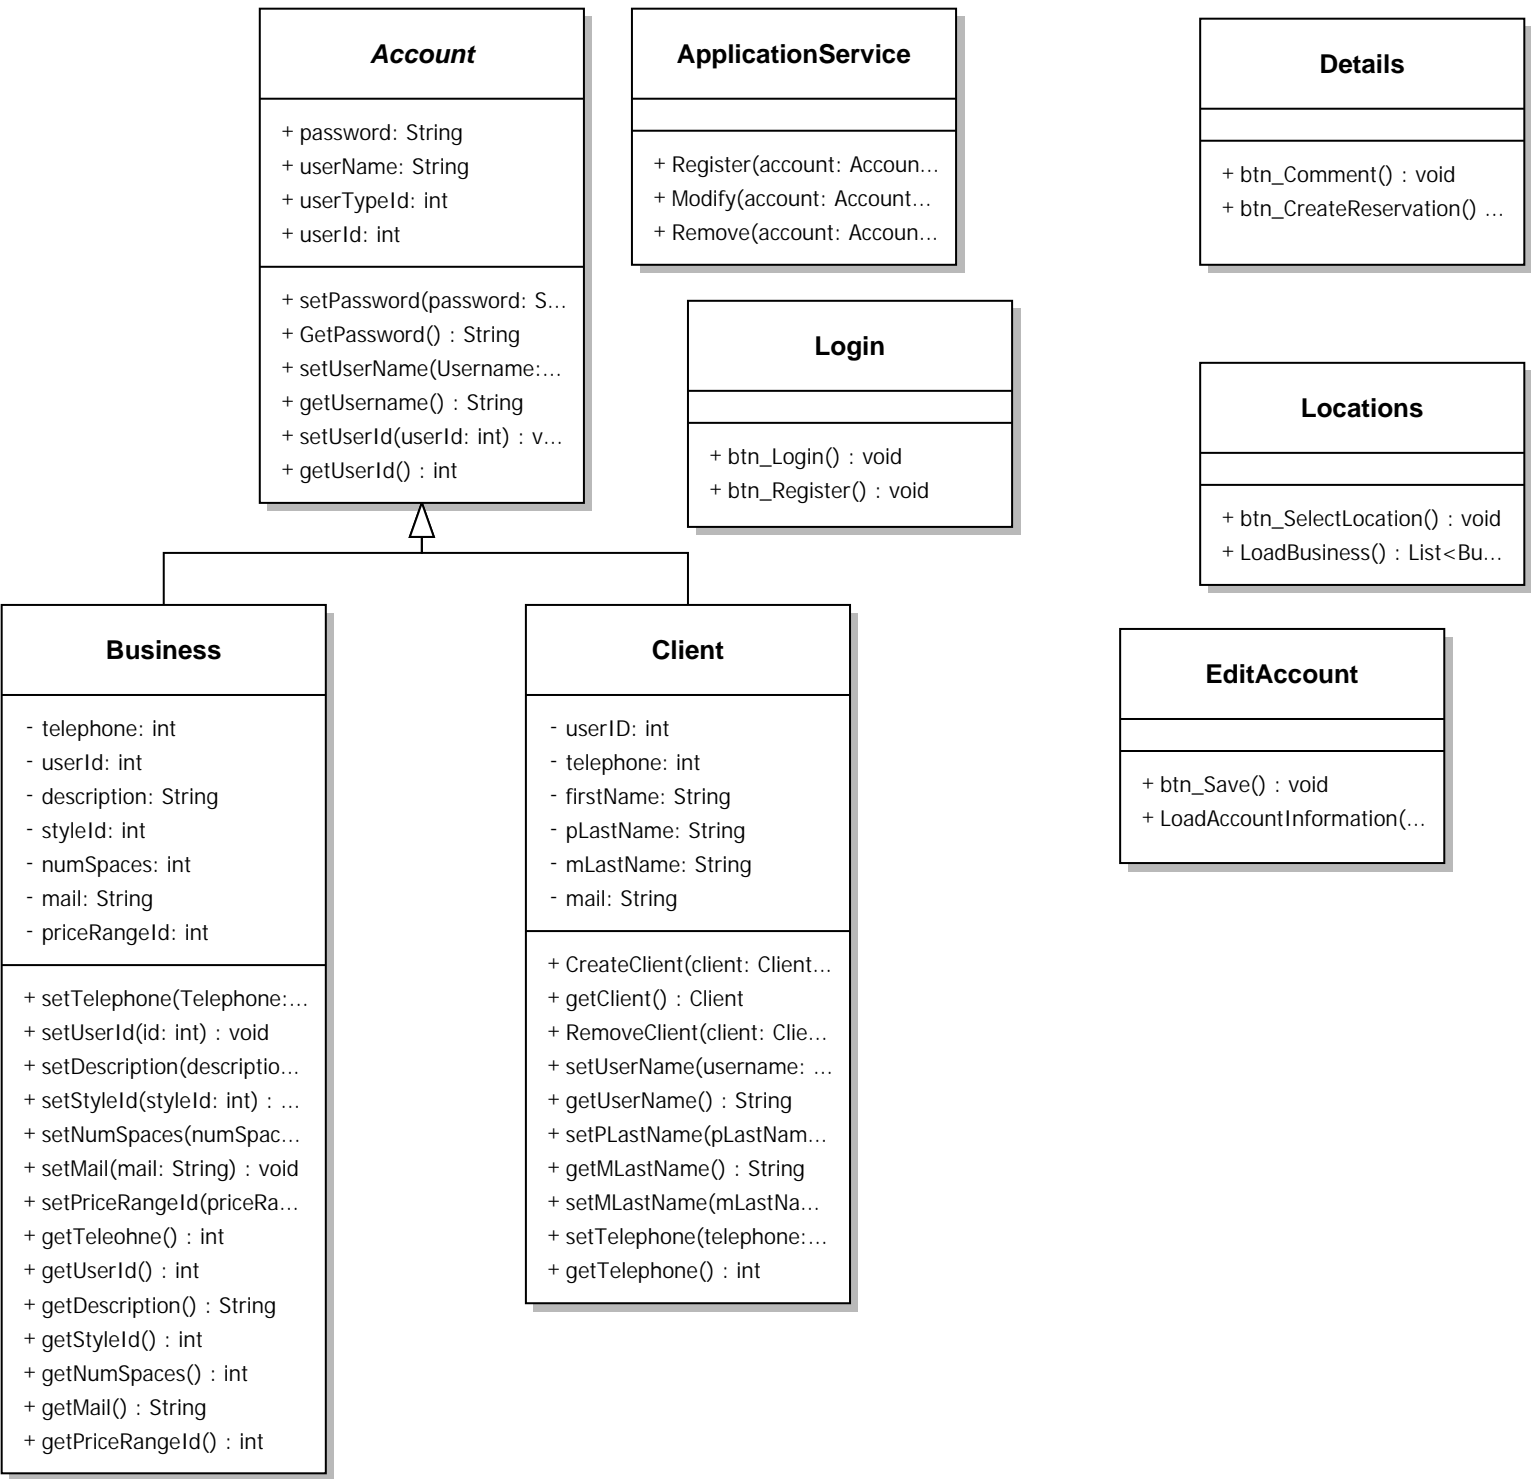 Account
+ password: String
+ userName: String
+ userTypeId: int
+ userId: int
+ setPassword(password: S...
+ GetPassword() : String
+ setUserName(Username:...
+ getUsername() : String
+ setUserId(userId: int) : v...
+ getUserId() : int
ApplicationService
+ Register(account: Accoun...
+ Modify(account: Account...
+ Remove(account: Accoun...
Details
+ btn_Comment() : void
+ btn_CreateReservation() ...
Login
+ btn_Login() : void
+ btn_Register() : void
Locations
+ btn_SelectLocation() : void
+ LoadBusiness() : List<Bu...
Business
- telephone: int
- userId: int
- description: String
- styleId: int
- numSpaces: int
- mail: String
- priceRangeId: int
+ setTelephone(Telephone:...
+ setUserId(id: int) : void
+ setDescription(descriptio...
+ setStyleId(styleId: int) : ...
+ setNumSpaces(numSpac...
+ setMail(mail: String) : void
+ setPriceRangeId(priceRa...
+ getTeleohne() : int
+ getUserId() : int
+ getDescription() : String
+ getStyleId() : int
+ getNumSpaces() : int
+ getMail() : String
+ getPriceRangeId() : int
Client
- userID: int
- telephone: int
- firstName: String
- pLastName: String
- mLastName: String
- mail: String
+ CreateClient(client: Client...
+ getClient() : Client
+ RemoveClient(client: Clie...
+ setUserName(username: ...
+ getUserName() : String
+ setPLastName(pLastNam...
+ getMLastName() : String
+ setMLastName(mLastNa...
+ setTelephone(telephone:...
+ getTelephone() : int
EditAccount
+ btn_Save() : void
+ LoadAccountInformation(...